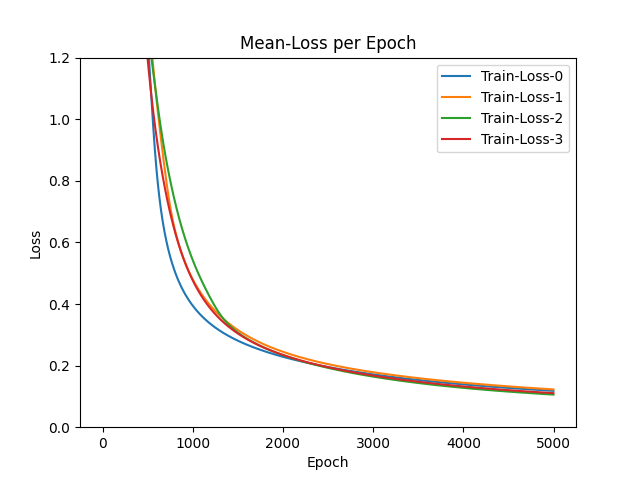 Mean-Loss per Epoch
Train-Loss-0
Train-Loss-1
Train-Loss-2
Train-Loss-3
Loss
1.2
1.0
0.8
0.6
0.4
0.2
0.0
0 1000 2000 3000 4000 5000
Epoch